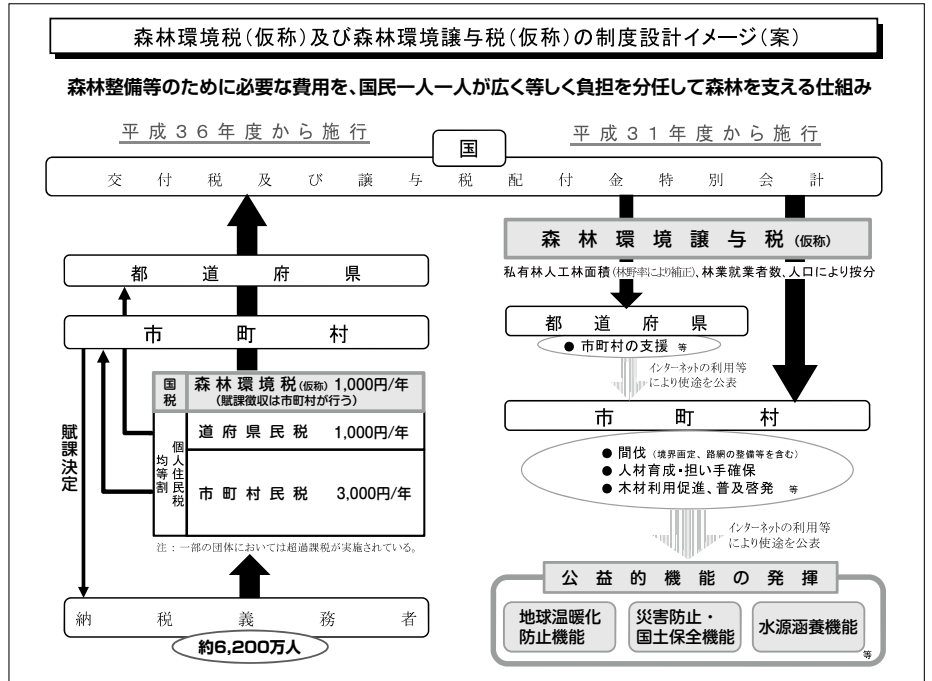 森林環境税(仮称)及び森林環境譲与税(仮称)の制度設計イメージ(案)
森林整備等のために必要な費用を、国民一人一人が広く等しく負担を分任して森林を支える仕組み
平成36年度から施行
国
平成31年度から施行
交付税及び譲与税配付金特別会計
都道府県
市町村
国税
森林環境税(仮称) 1,000円/年
(賦課徴収は市町村が行う)
個人住民税
均等割
道府県民税 1,000円/年
市町村民税 3,000円/年
賦課決定
注:一部の団体においては超過課税が実施されている。
納税義務者
約6,200万人
森林環境譲与税(仮称)
私有林人工林面積(林野率により補正)、林業就業者数、人口により按分
都道府県
● 市町村の支援 等
インターネットの利用等
により使途を公表
市町村
● 間伐(境界画定、路網の整備等を含む)
● 人材育成・担い手確保
● 木材利用促進、普及啓発 等
インターネットの利用等
により使途を公表
公益的機能の発揮
地球温暖化
防止機能
災害防止・
国土保全機能
水源涵養機能
等